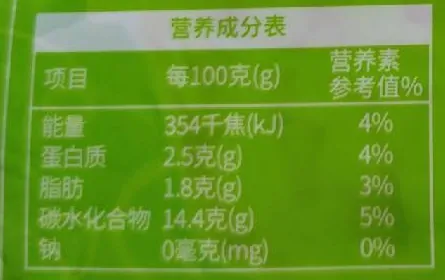 营养成分表
项目 每100克(g) 营养素参考值%
能量 354千焦(kJ) 4%
蛋白质 2.5克(g) 4%
脂肪 1.8克(g) 3%
碳水化合物 14.4克(g) 5%
钠 0毫克(mg) 0%